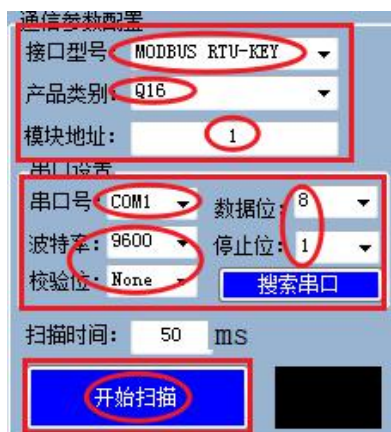 通信参数配置
接口型号 MODBUS RTU-KEY
产品类别: Q16
模块地址: 1
串口设置
串口号: COM1 数据位: 8
波特率: 9600 停止位: 1
校验位: None 搜索串口
扫描时间: 50 ms
开始扫描